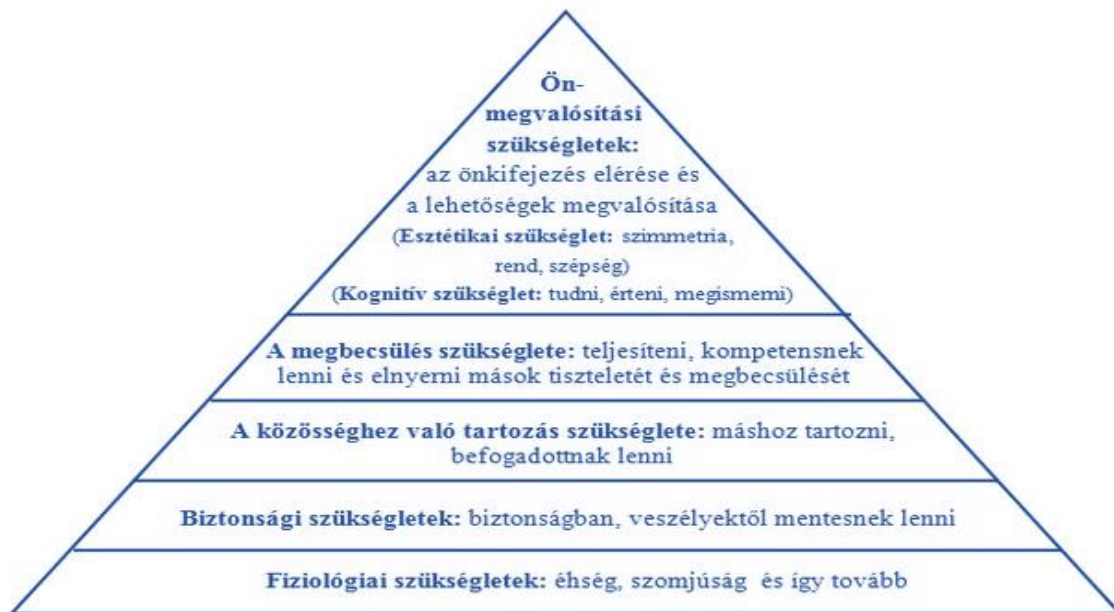 Ön-
megvalósítási
szükségletek:
az önkifejezés elérése és
a lehetőségek megvalósítása
(Esztétikai szükséglet: szimmetria,
rend, szépség)
(Kognitív szükséglet: tudni, érteni, megismerni)
A megbecsülés szükséglete: teljesíteni, kompetensnek
lenni és elnyerni mások tiszteletét és megbecsülését
A közösséghez való tartozás szükséglete: máshoz tartozni,
befogadottnak lenni
Biztonsági szükségletek: biztonságban, veszélyektől mentesnek lenni
Fiziológiai szükségletek: éhség, szomjúság és így tovább